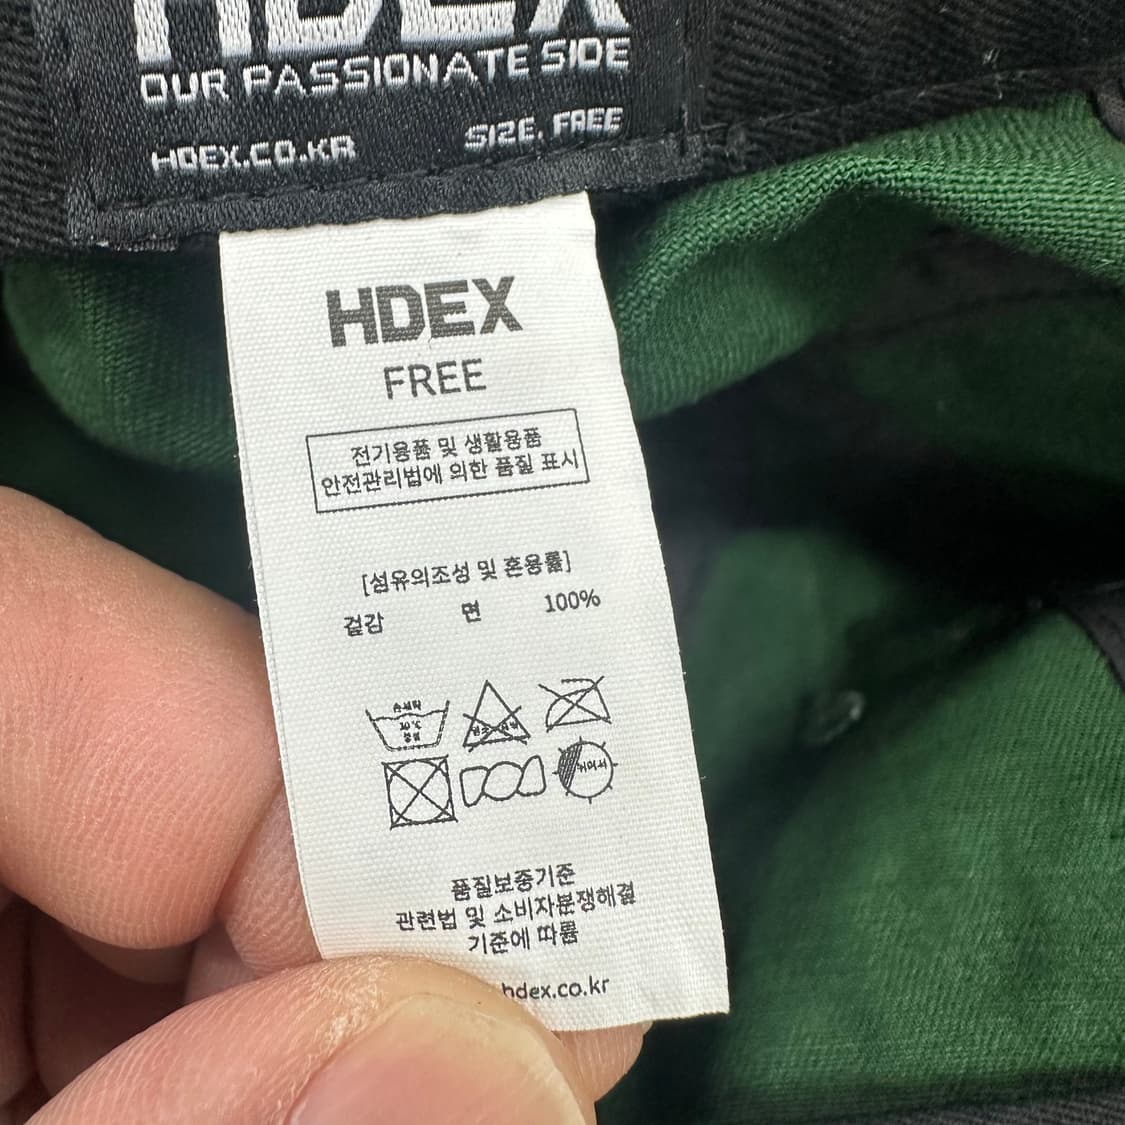 HDEX
OUR PASSIONATE SIDE
HDEX.CO.KR SIZE. FREE
HDEX
FREE
전기용품 및 생활용품
안전관리법에 의한 품질 표시
[섬유의조성 및 혼용률]
겉감 면 100%
품질보증기준
관련법 및 소비자분쟁해결
기준에 따름
hdex.co.kr